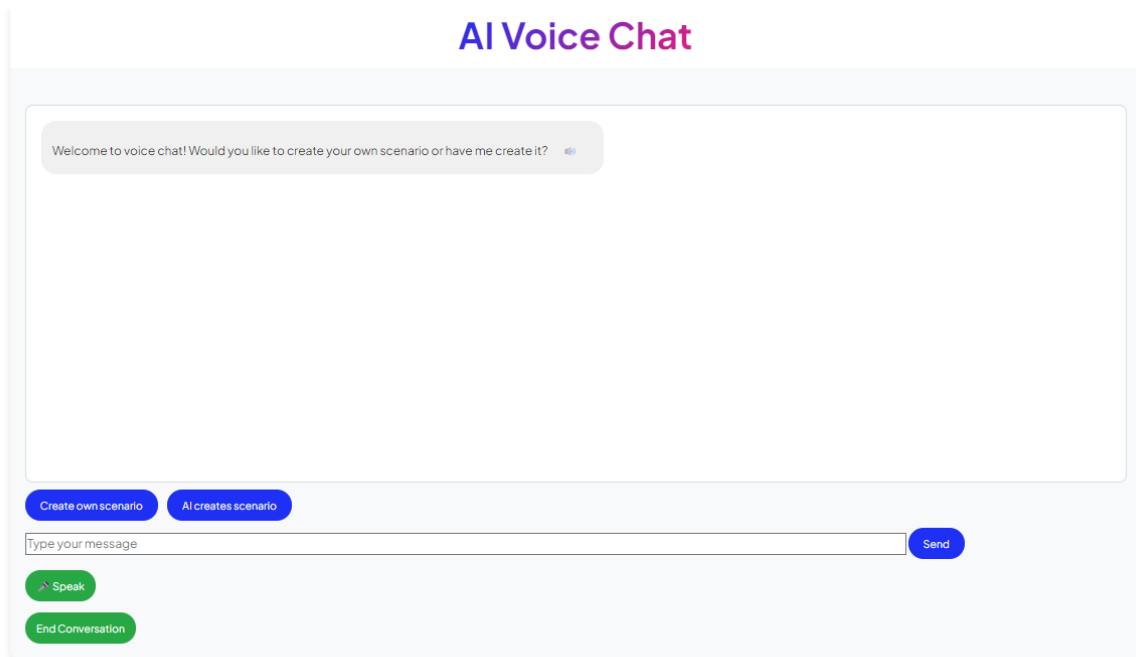 AI Voice Chat
Welcome to voice chat! Would you like to create your own scenario or have me create it?
Create own scenario
AI creates scenario
Type your message
Send
Speak
End Conversation